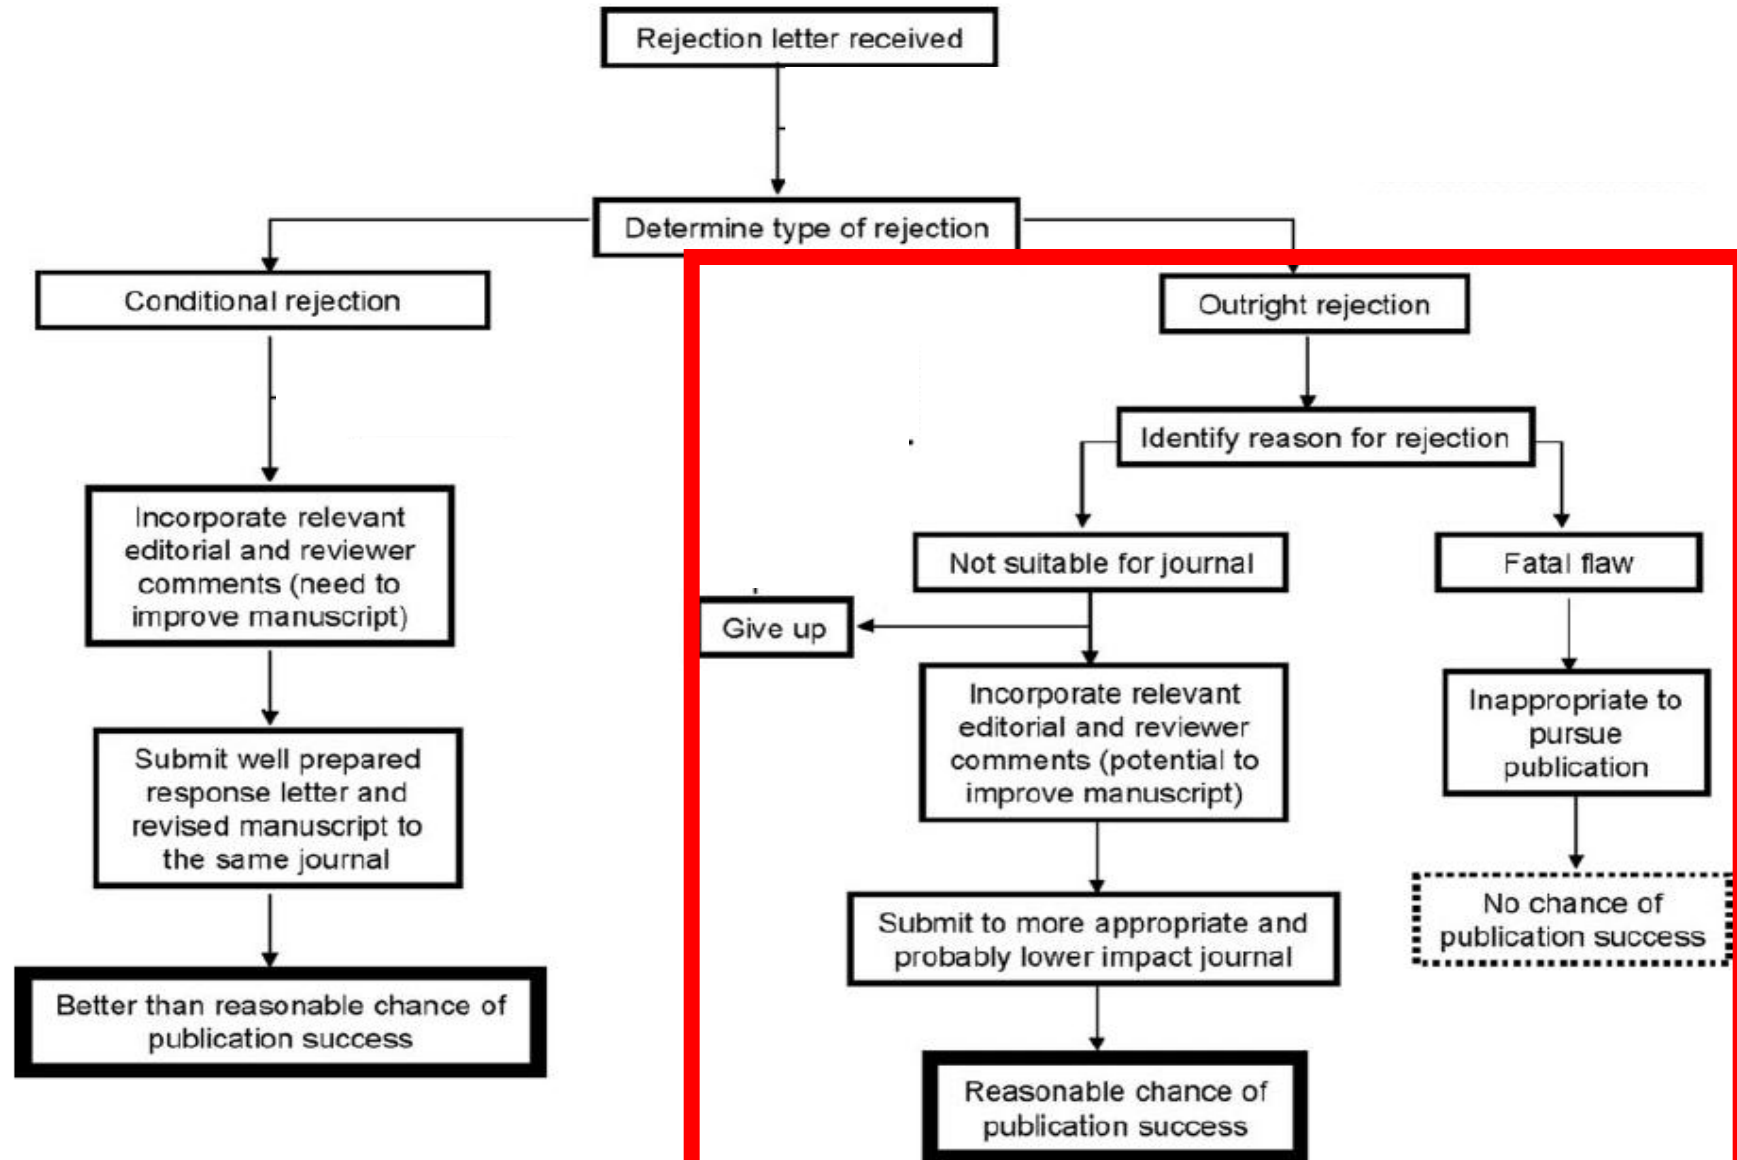 Rejection letter received
Determine type of rejection
Conditional rejection
Incorporate relevant
editorial and reviewer
comments (need to
improve manuscript)
Submit well prepared
response letter and
revised manuscript to
the same journal
Better than reasonable chance of
publication success
Outright rejection
Identify reason for rejection
Not suitable for journal
Give up
Incorporate relevant
editorial and reviewer
comments (potential to
improve manuscript)
Submit to more appropriate and
probably lower impact journal
Reasonable chance of
publication success
Fatal flaw
Inappropriate to
pursue
publication
No chance of
publication success